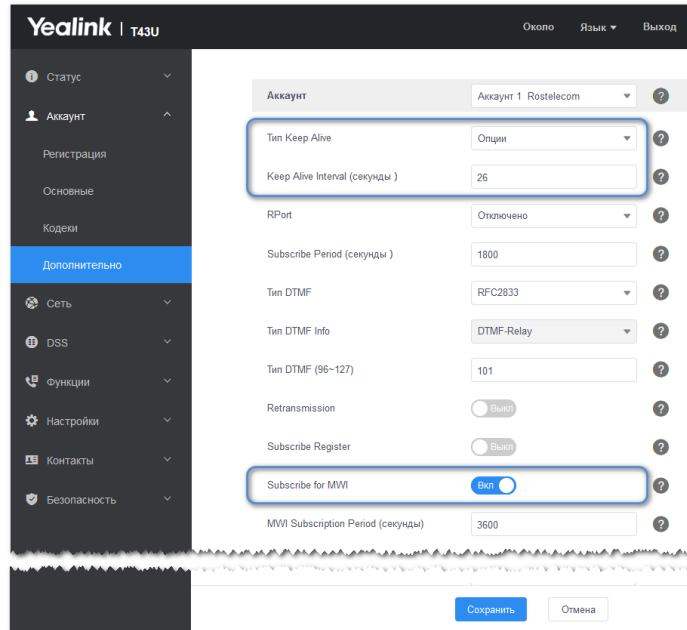 Yealink | T43U
Около Язык Выход
Статус
Аккаунт
Регистрация
Основные
Кодеки
Дополнительно
Сеть
DSS
Функции
Настройки
Контакты
Безопасность
Аккаунт Аккаунт 1 Rostelecom ?
Тип Keep Alive Опции ?
Keep Alive Interval (секунды ) 26 ?
RPort Отключено ?
Subscribe Period (секунды ) 1800 ?
Тип DTMF RFC2833 ?
Тип DTMF Info DTMF-Relay ?
Тип DTMF (96~127) 101 ?
Retransmission Выкл ?
Subscribe Register Выкл ?
Subscribe for MWI Вкл ?
MWI Subscription Period (секунды) 3600 ?
Сохранить Отмена